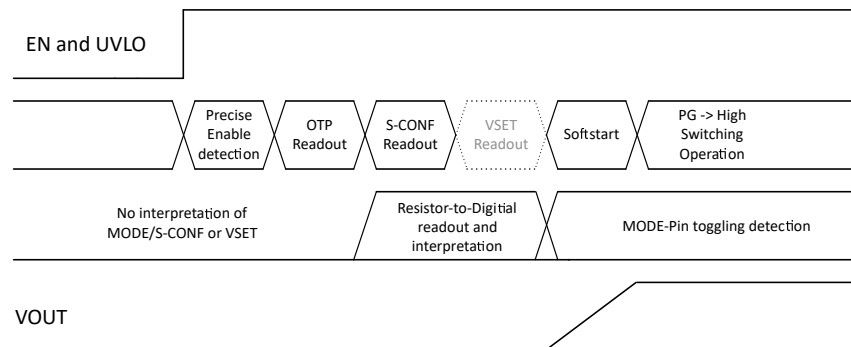 EN and UVLO
Precise
Enable
detection
OTP
Readout
S-CONF
Readout
VSET
Readout
Softstart
PG -> High
Switching
Operation
No interpretation of
MODE/S-CONF or VSET
Resistor-to-Digital
readout and
interpretation
MODE-Pin toggling detection
VOUT